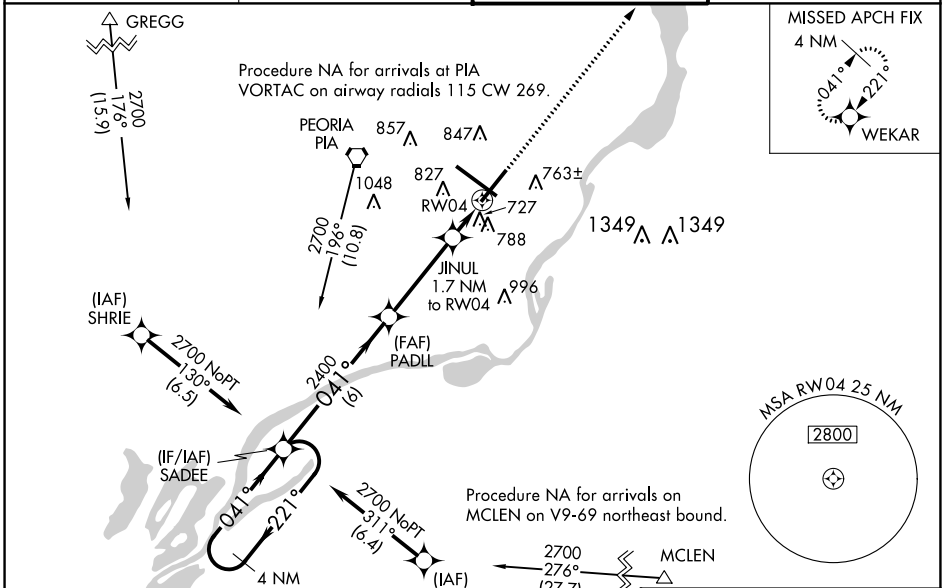 GREGG
2700
176°
(15.9)
Procedure NA for arrivals at PIA
VORTAC on airway radials 115 CW 269.
MISSED APCH FIX
4 NM
041°
221°
WEKAR
PEORIA
PIA
857
847
1048
827
763±
RW04
727
788
2700
196°
(10.8)
1349
1349
JINUL
1.7 NM
to RW04
996
(IAF)
SHRIE
2700 NoPT
130°
(6.5)
(FAF)
PADLL
2400
041°
(6)
MSA RW04 25 NM
2800
(IF/IAF)
SADEE
041°
221°
4 NM
2700 NoPT
311°
(6.4)
(IAF)
Procedure NA for arrivals on
MCLEN on V9-69 northeast bound.
2700
276°
(27.7)
MCLEN